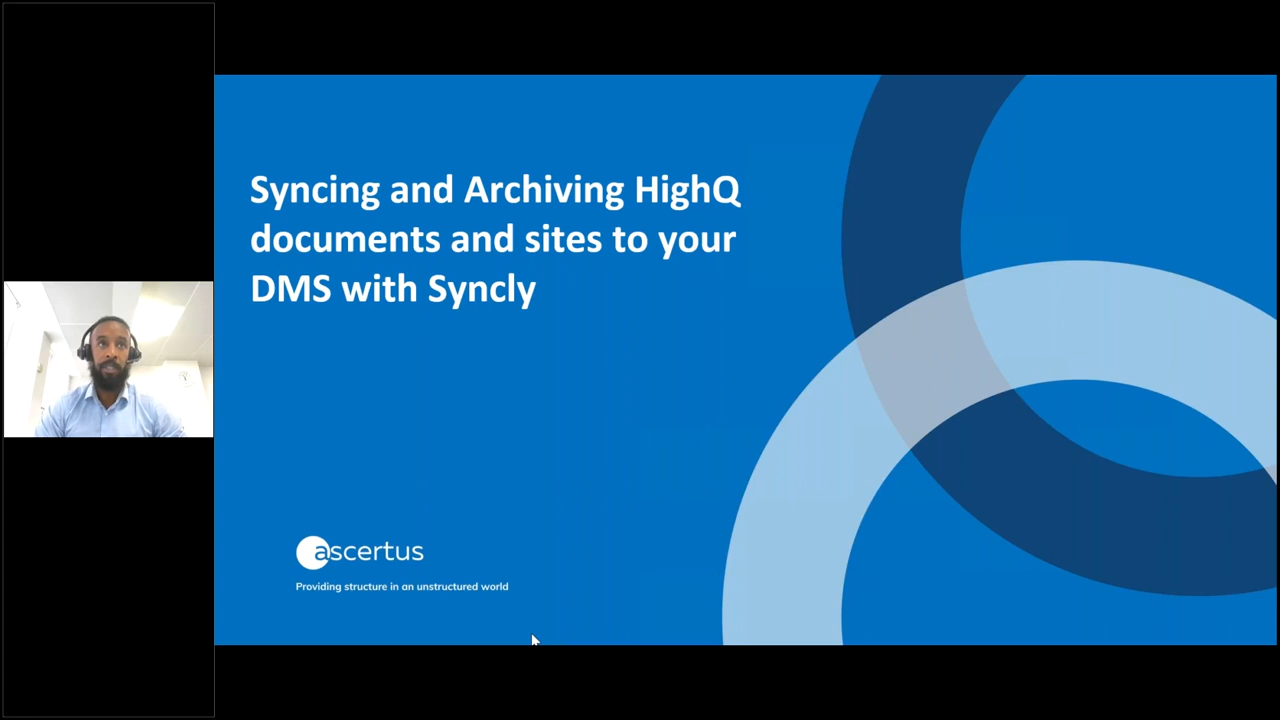 Syncing and Archiving HighQ
documents and sites to your
DMS with Syncly
ascertus
Providing structure in an unstructured world